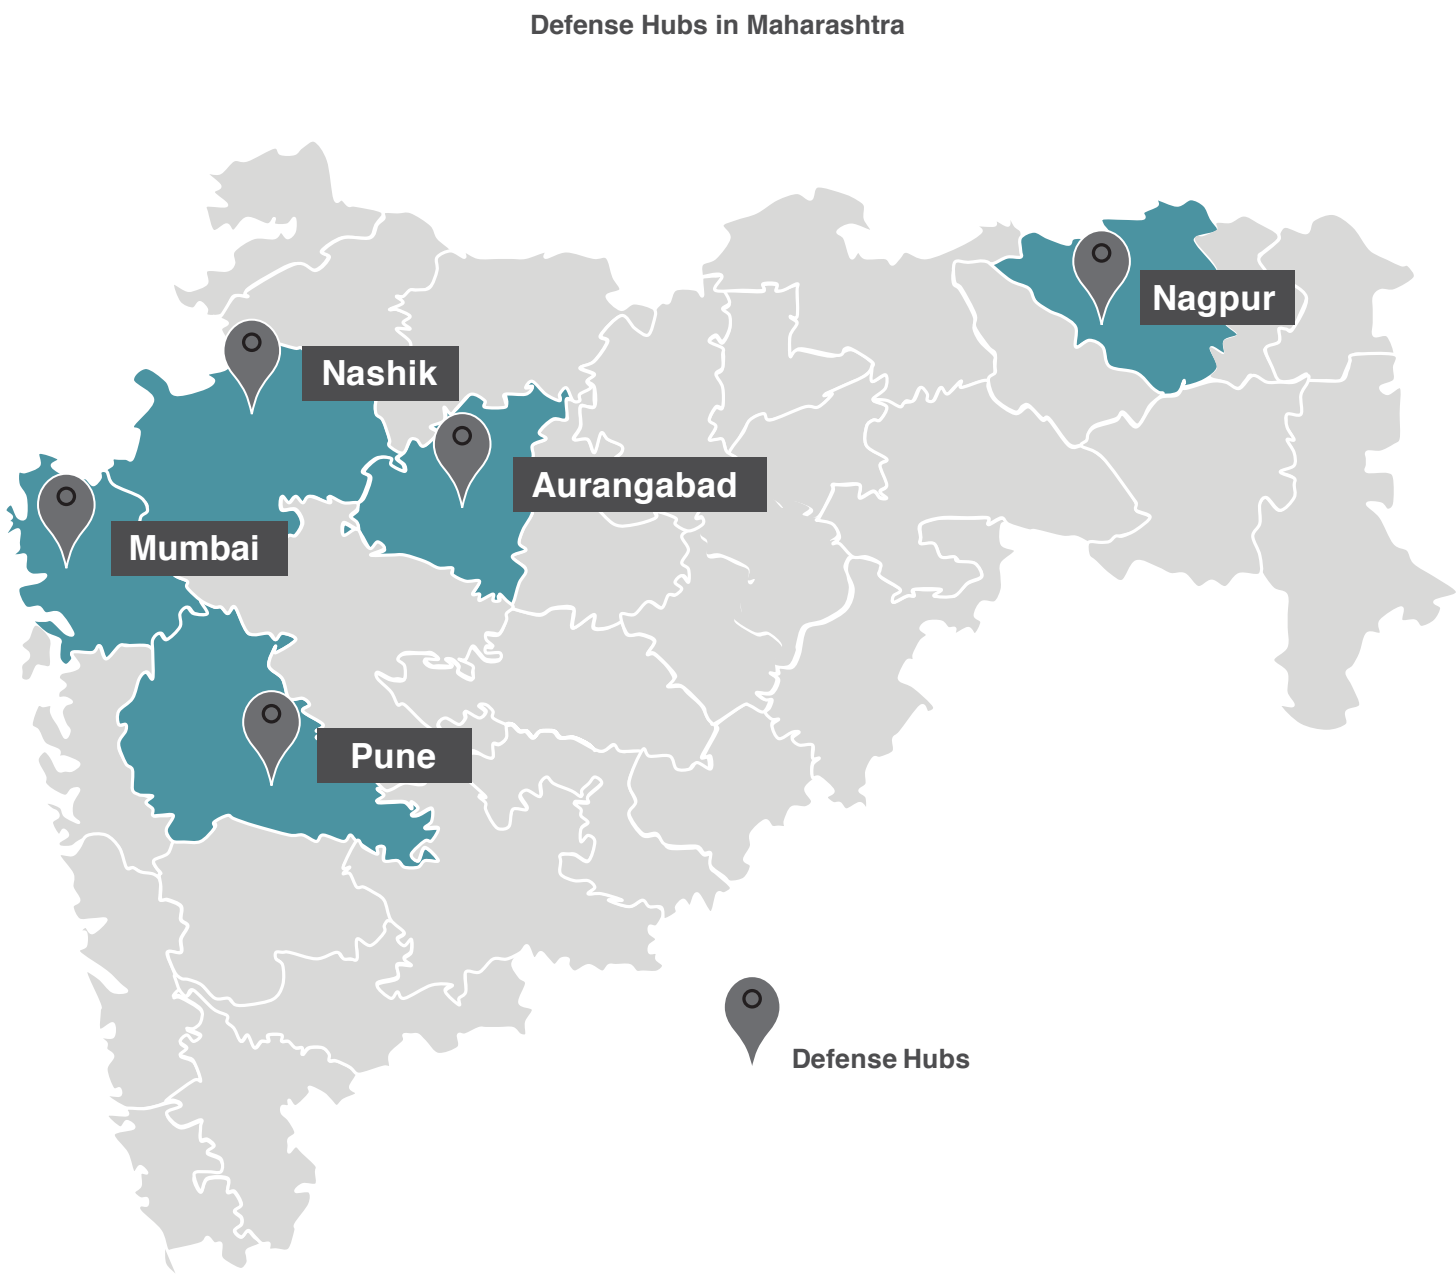 Defense Hubs in Maharashtra
Nagpur
Nashik
Aurangabad
Mumbai
Pune
Defense Hubs